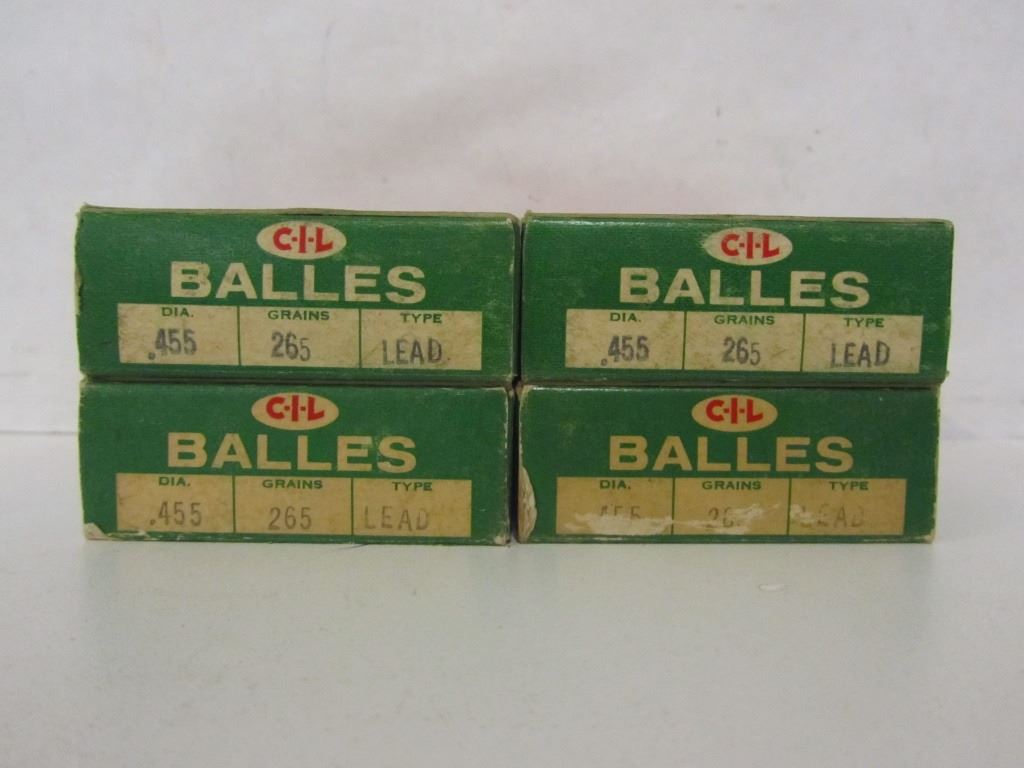 C-I-L
BALLES
DIA. GRAINS TYPE
.455 265 LEAD
C-I-L
BALLES
DIA. GRAINS TYPE
.455 265 LEAD
C-I-L
BALLES
DIA. GRAINS TYPE
.455 265 LEAD
C-I-L
BALLES
DIA. GRAINS TYPE
LEAD